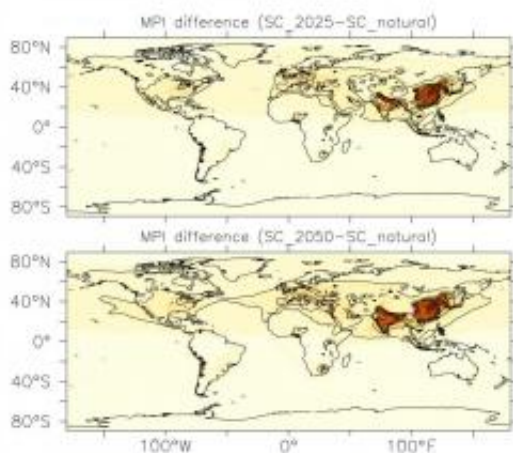 MPI difference (SC_2025-SC_natural)
80°N
40°N
0°
40°S
80°S
MPI difference (SC_2050-SC_natural)
80°N
40°N
0°
40°S
80°S
100°W 0° 100°E